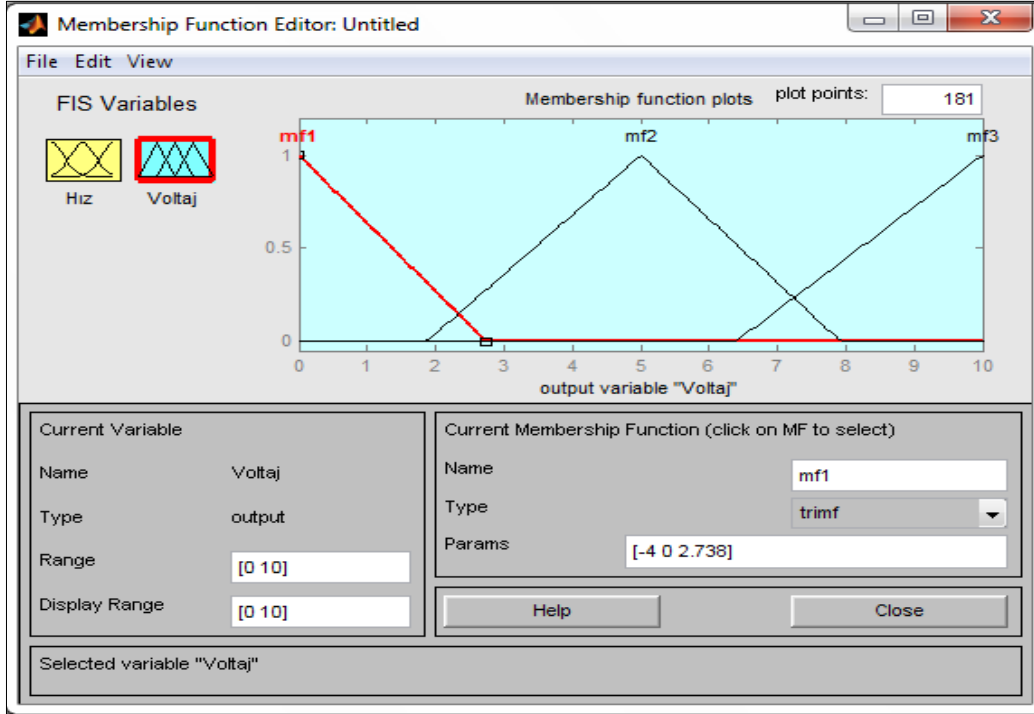 Membership Function Editor: Untitled
File Edit View
FIS Variables
Membership function plots plot points: 181
mf1 mf2 mf3
1
0.5
0
Hız Voltaj
0 1 2 3 4 5 6 7 8 9 10
output variable "Voltaj"
Current Variable
Name Voltaj
Type output
Range [0 10]
Display Range [0 10]
Current Membership Function (click on MF to select)
Name mf1
Type trimf
Params [-4 0 2.738]
Help Close
Selected variable "Voltaj"